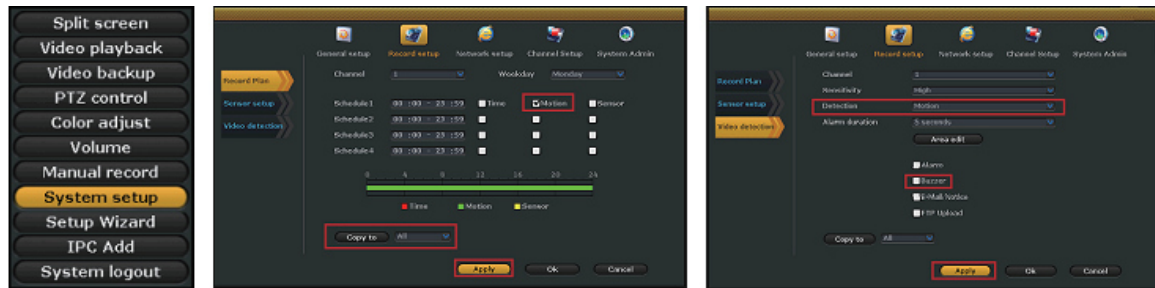 Split screen
Video playback
Video backup
PTZ control
Color adjust
Volume
Manual record
System setup
Setup Wizard
IPC Add
System logout
General setup Record setup Network setup Channel Setup System Admin
Record Plan
Sensor setup
Video detection
Channel 1 Weekday Monday
Schedule1 00 :00 - 23 :59 Time Motion Sensor
Schedule2 00 :00 - 23 :59
Schedule3 00 :00 - 23 :59
Schedule4 00 :00 - 23 :59
0 4 8 12 16 20 24
Time Motion Sensor
Copy to All
Apply Ok Cancel
General setup Record setup Network setup Channel Setup System Admin
Record Plan
Sensor setup
Video detection
Channel 1
Sensitivity High
Detection Motion
Alarm duration 5 seconds
Area edit
Alarm
Buzzer
E-Mail Notice
FTP Upload
Copy to All
Apply Ok Cancel